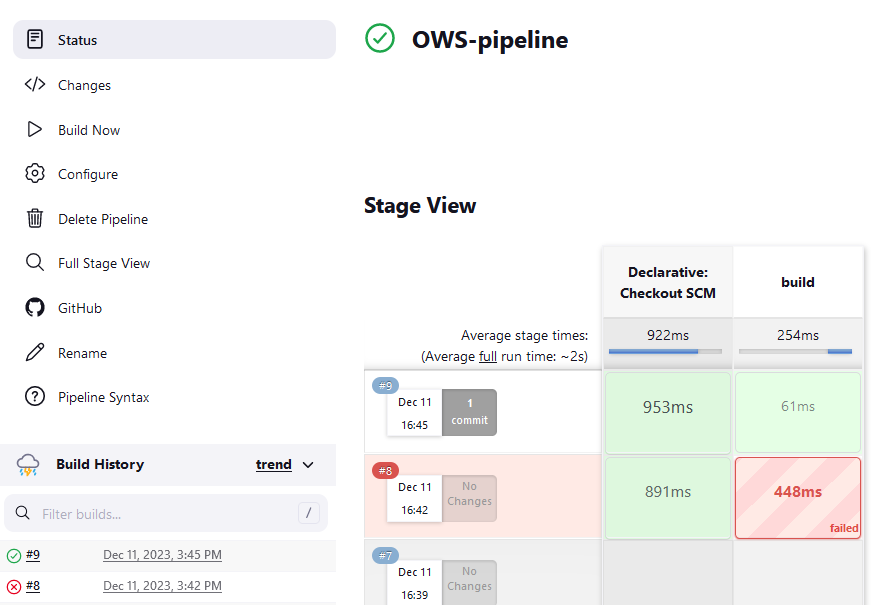 Status
Changes
Build Now
Configure
Delete Pipeline
Full Stage View
GitHub
Rename
Pipeline Syntax
Build History
trend
Filter builds...
/
#9
Dec 11, 2023, 3:45 PM
#8
Dec 11, 2023, 3:42 PM
OWS-pipeline
Stage View
Declarative:
Checkout SCM
build
Average stage times:
(Average full run time: ~2s)
922ms
254ms
#9
Dec 11
16:45
1
commit
953ms
61ms
#8
Dec 11
16:42
No
Changes
891ms
448ms
failed
#7
Dec 11
16:39
No
Changes